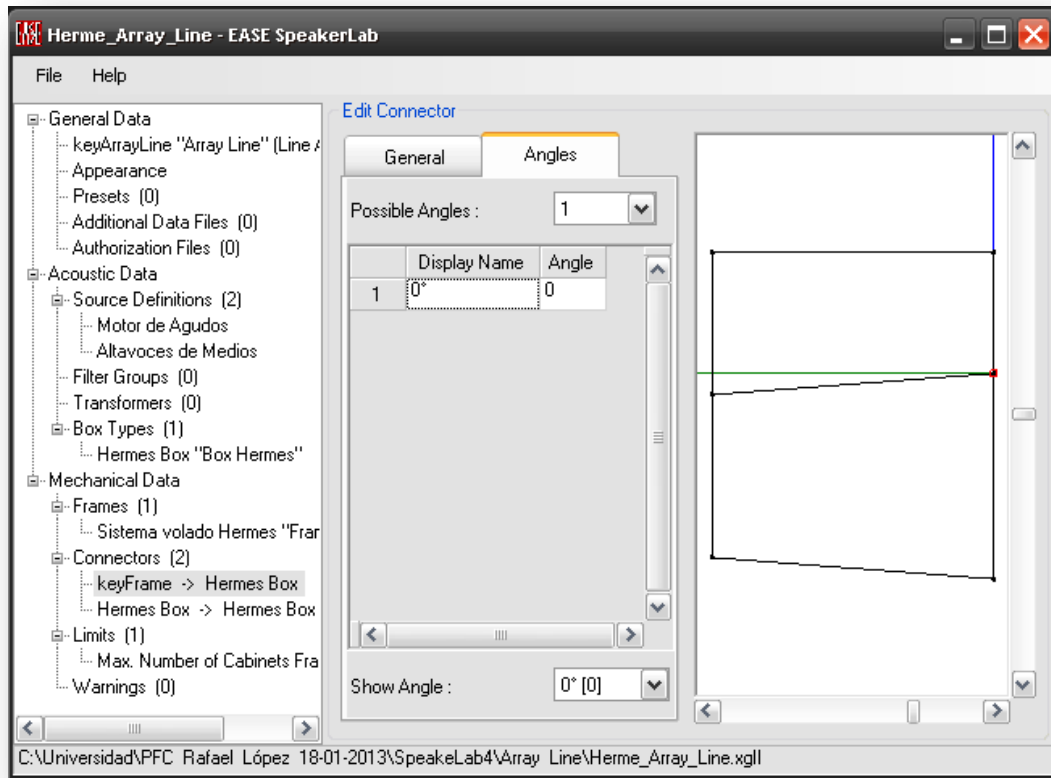 Herme_Array_Line - EASE SpeakerLab
File Help
General Data
keyArrayLine "Array Line" (Line A
Appearance
Presets (0)
Additional Data Files (0)
Authorization Files (0)
Acoustic Data
Source Definitions (2)
Motor de Agudos
Altavoces de Medios
Filter Groups (0)
Transformers (0)
Box Types (1)
Hermes Box "Box Hermes"
Mechanical Data
Frames (1)
Sistema volado Hermes "Fran
Connectors (2)
keyFrame -> Hermes Box
Hermes Box -> Hermes Box
Limits (1)
Max. Number of Cabinets Fra
Warnings (0)
Edit Connector
General Angles
Possible Angles : 1
Display Name Angle
1 0° 0
Show Angle : 0° [0]
C:\Universidad\PFC Rafael López 18-01-2013\SpeakeLab4\Array Line\Herme_Array_Line.xgll